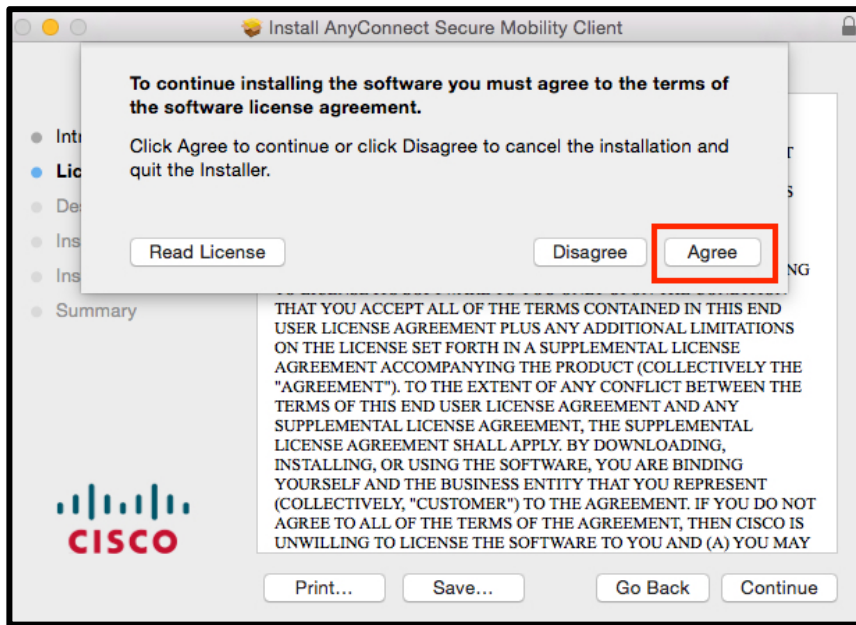 Install AnyConnect Secure Mobility Client
To continue installing the software you must agree to the terms of
the software license agreement.
Click Agree to continue or click Disagree to cancel the installation and
quit the Installer.
Read License
Disagree
Agree
Lic
De
Ins
Ins
Summary
THAT YOU ACCEPT ALL OF THE TERMS CONTAINED IN THIS END
USER LICENSE AGREEMENT PLUS ANY ADDITIONAL LIMITATIONS
ON THE LICENSE SET FORTH IN A SUPPLEMENTAL LICENSE
AGREEMENT ACCOMPANYING THE PRODUCT (COLLECTIVELY THE
"AGREEMENT"). TO THE EXTENT OF ANY CONFLICT BETWEEN THE
TERMS OF THIS END USER LICENSE AGREEMENT AND ANY
SUPPLEMENTAL LICENSE AGREEMENT, THE SUPPLEMENTAL
LICENSE AGREEMENT SHALL APPLY. BY DOWNLOADING,
INSTALLING, OR USING THE SOFTWARE, YOU ARE BINDING
YOURSELF AND THE BUSINESS ENTITY THAT YOU REPRESENT
(COLLECTIVELY, "CUSTOMER") TO THE AGREEMENT. IF YOU DO NOT
AGREE TO ALL OF THE TERMS OF THE AGREEMENT, THEN CISCO IS
UNWILLING TO LICENSE THE SOFTWARE TO YOU AND (A) YOU MAY
CISCO
Print...
Save...
Go Back
Continue